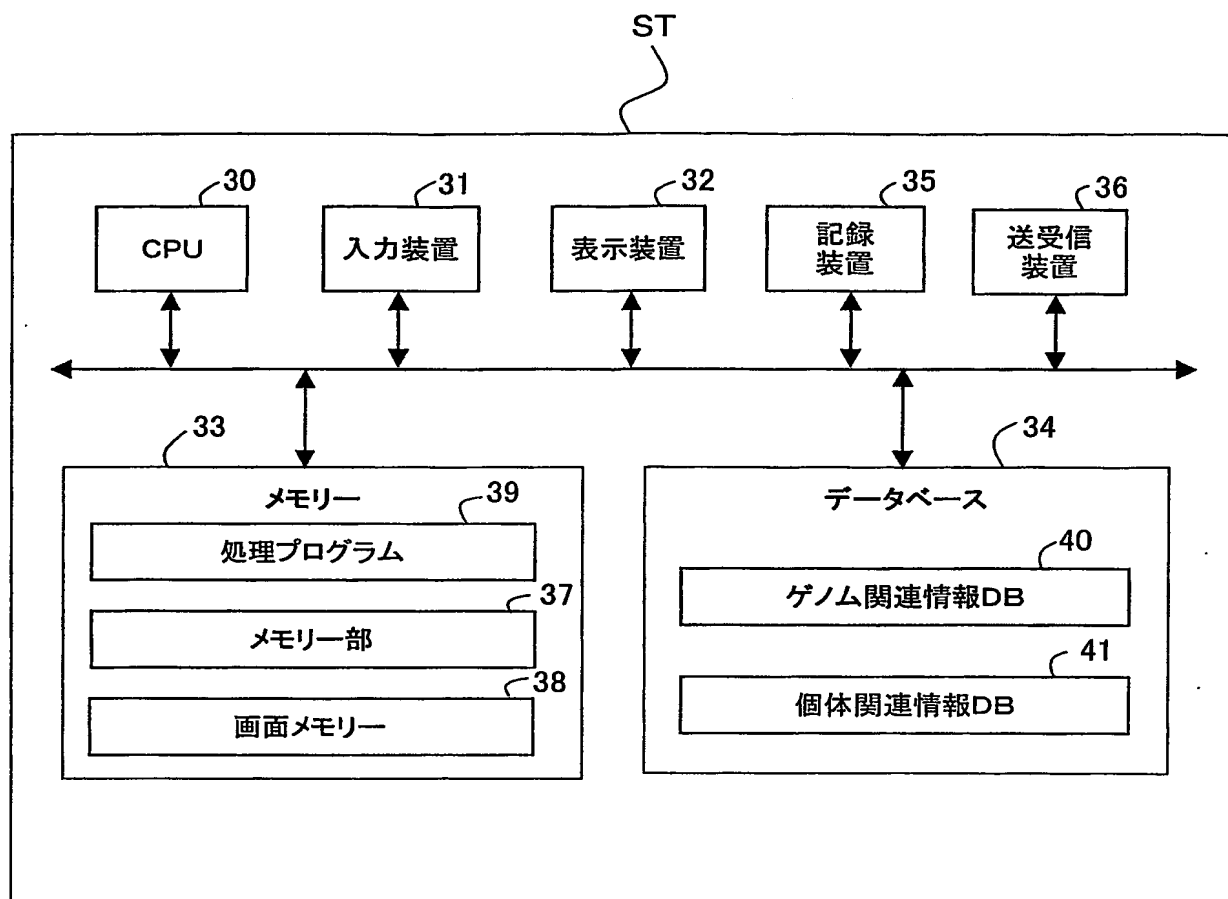 ST
30
31
32
35
36
CPU
入力装置
表示装置
記録
装置
送受信
装置
33
34
メモリー
39
処理プログラム
37
メモリー部
38
画面メモリー
データベース
40
ゲノム関連情報DB
41
個体関連情報DB